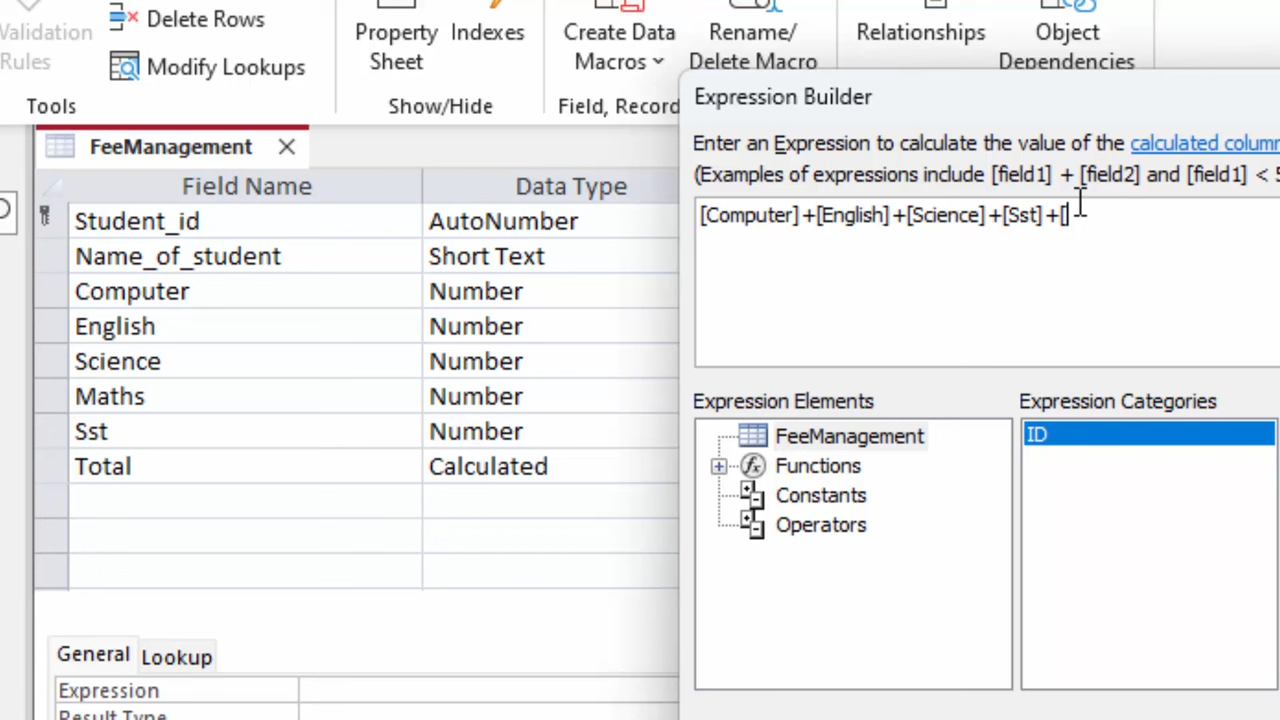 Validation
Rules
Delete Rows
Modify Lookups
Property
Sheet
Indexes
Create Data
Macros
Rename/
Delete Macro
Relationships
Object
Dependencies
Tools
Show/Hide
Field, Record
Expression Builder
FeeManagement
Enter an Expression to calculate the value of the calculated column
(Examples of expressions include [field1] + [field2] and [field1] < 5
Field Name Data Type
[Computer] +[English] +[Science] +[Sst] +[
Student_id AutoNumber
Name_of_student Short Text
Computer Number
English Number
Science Number
Maths Number
Sst Number
Total Calculated
Expression Elements
FeeManagement
Functions
Constants
Operators
Expression Categories
ID
General Lookup
Expression
Result Type